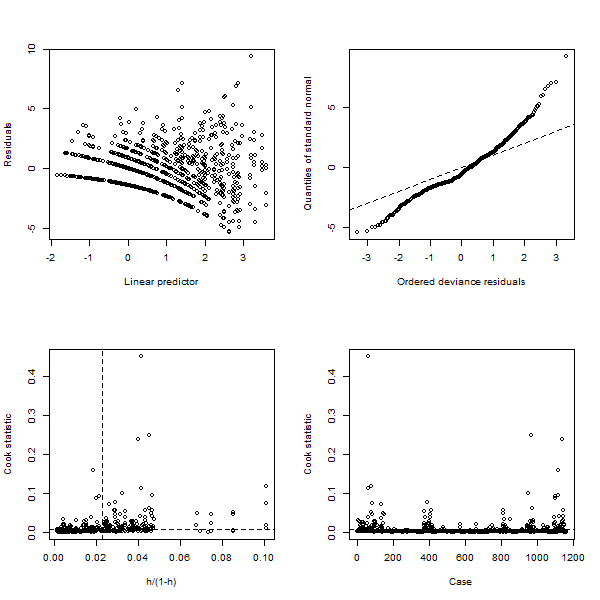 10
5
0
-5
Residuals
-2 -1 0 1 2 3
Linear predictor
5
0
-5
Quantiles of standard normal
-3 -2 -1 0 1 2 3
Ordered deviance residuals
0.4
0.3
0.2
0.1
0.0
Cook statistic
0.00 0.02 0.04 0.06 0.08 0.10
h/(1-h)
0.4
0.3
0.2
0.1
0.0
Cook statistic
0 200 400 600 800 1000 1200
Case